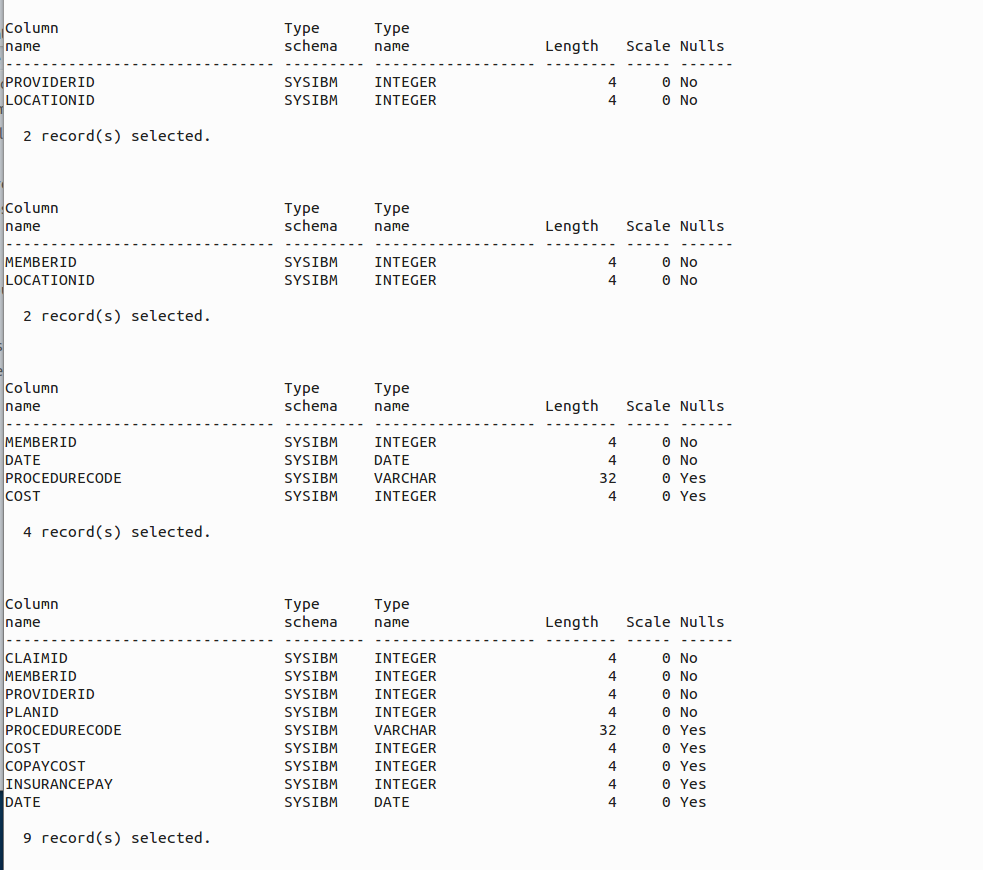 Column                         Type      Type
name                           schema    name               Length   Scale Nulls
------------------------------ --------- ------------------ -------- ----- ------
PROVIDERID                     SYSIBM    INTEGER                   4     0 No
LOCATIONID                     SYSIBM    INTEGER                   4     0 No
  2 record(s) selected.
Column                         Type      Type
name                           schema    name               Length   Scale Nulls
------------------------------ --------- ------------------ -------- ----- ------
MEMBERID                       SYSIBM    INTEGER                   4     0 No
LOCATIONID                     SYSIBM    INTEGER                   4     0 No
  2 record(s) selected.
Column                         Type      Type
name                           schema    name               Length   Scale Nulls
------------------------------ --------- ------------------ -------- ----- ------
MEMBERID                       SYSIBM    INTEGER                   4     0 No
DATE                           SYSIBM    DATE                      4     0 No
PROCEDURECODE                  SYSIBM    VARCHAR                  32     0 Yes
COST                           SYSIBM    INTEGER                   4     0 Yes
  4 record(s) selected.
Column                         Type      Type
name                           schema    name               Length   Scale Nulls
------------------------------ --------- ------------------ -------- ----- ------
CLAIMID                        SYSIBM    INTEGER                   4     0 No
MEMBERID                       SYSIBM    INTEGER                   4     0 No
PROVIDERID                     SYSIBM    INTEGER                   4     0 No
PLANID                         SYSIBM    INTEGER                   4     0 No
PROCEDURECODE                  SYSIBM    VARCHAR                  32     0 Yes
COST                           SYSIBM    INTEGER                   4     0 Yes
COPAYCOST                      SYSIBM    INTEGER                   4     0 Yes
INSURANCEPAY                   SYSIBM    INTEGER                   4     0 Yes
DATE                           SYSIBM    DATE                      4     0 Yes
  9 record(s) selected.